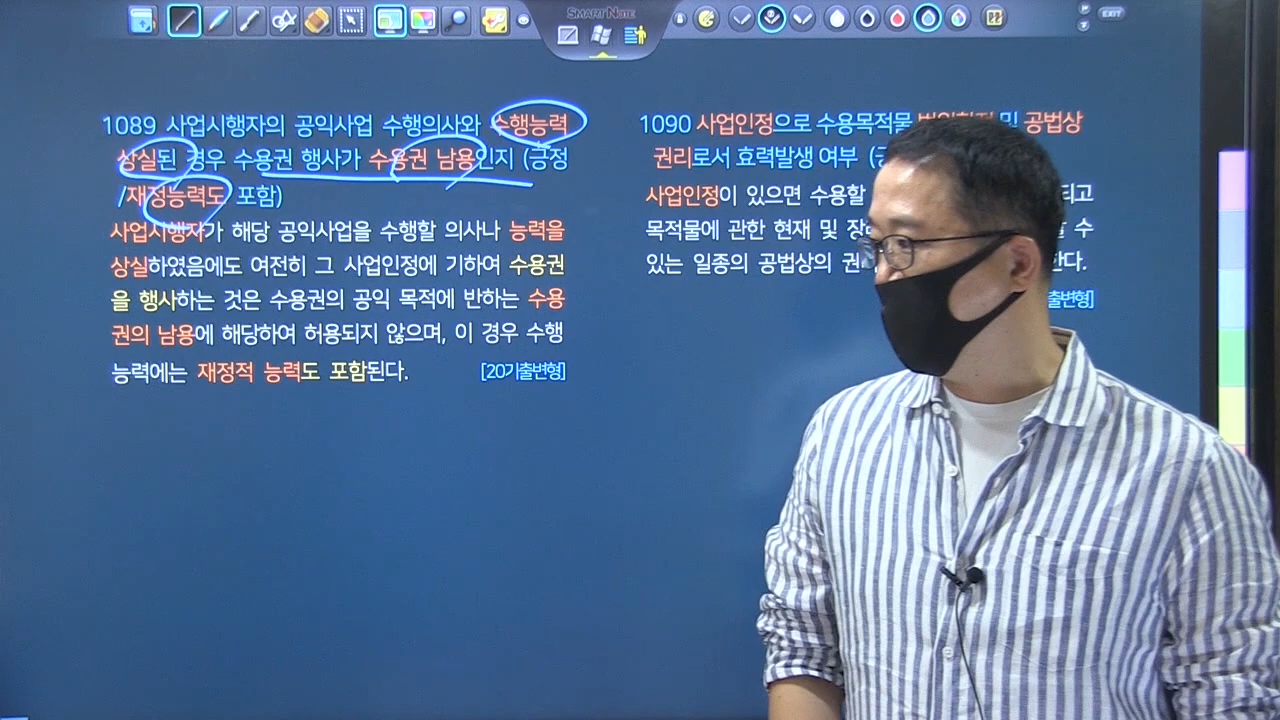 SMART NOTE
EXIT
1089 사업시행자의 공익사업 수행의사와 수행능력
상실된 경우 수용권 행사가 수용권 남용인지 (긍정
/재정능력도 포함)
사업시행자가 해당 공익사업을 수행할 의사나 능력을
상실하였음에도 여전히 그 사업인정에 기하여 수용권
을 행사하는 것은 수용권의 공익 목적에 반하는 수용
권의 남용에 해당하여 허용되지 않으며, 이 경우 수행
능력에는 재정적 능력도 포함된다. [20기출변형]
1090 사업인정으로 수용목적물 및 공법상
권리로서 효력발생 여부
사업인정이 있으면 수용할 되고
목적물에 관한 현재 및 수
있는 일종의 공법상의 한다.
출변형]